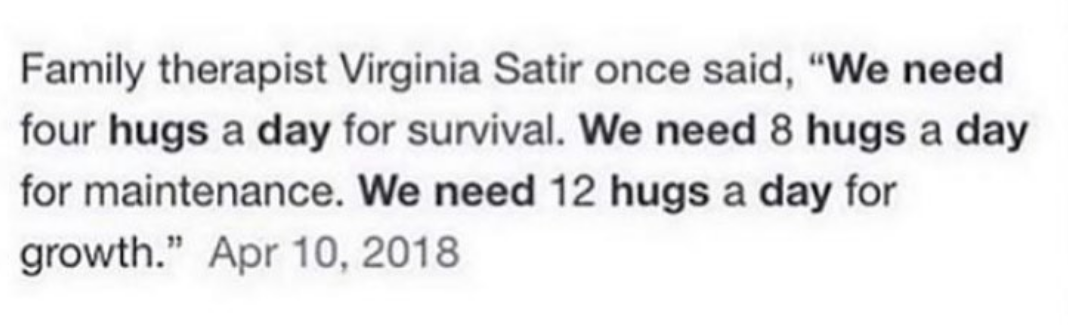 Family therapist Virginia Satir once said, “We need
four hugs a day for survival. We need 8 hugs a day
for maintenance. We need 12 hugs a day for
growth.” Apr 10, 2018